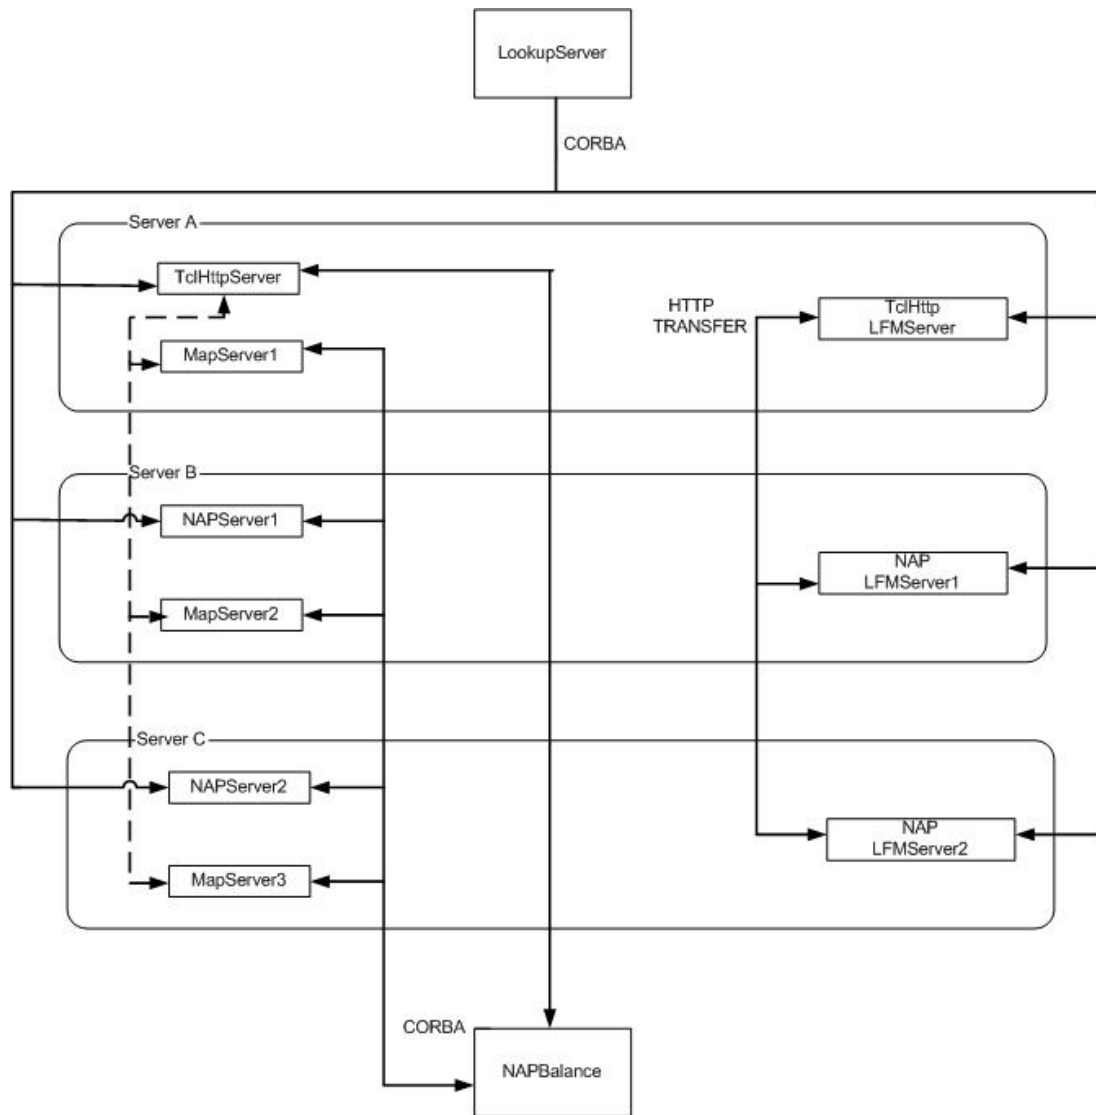 LookupServer
CORBA
Server A
TclHttpServer
HTTP
TRANSFER
TclHttp
LFMServer
MapServer1
Server B
NAPServer1
NAP
LFMServer1
MapServer2
Server C
NAPServer2
NAP
LFMServer2
MapServer3
CORBA
NAPBalance